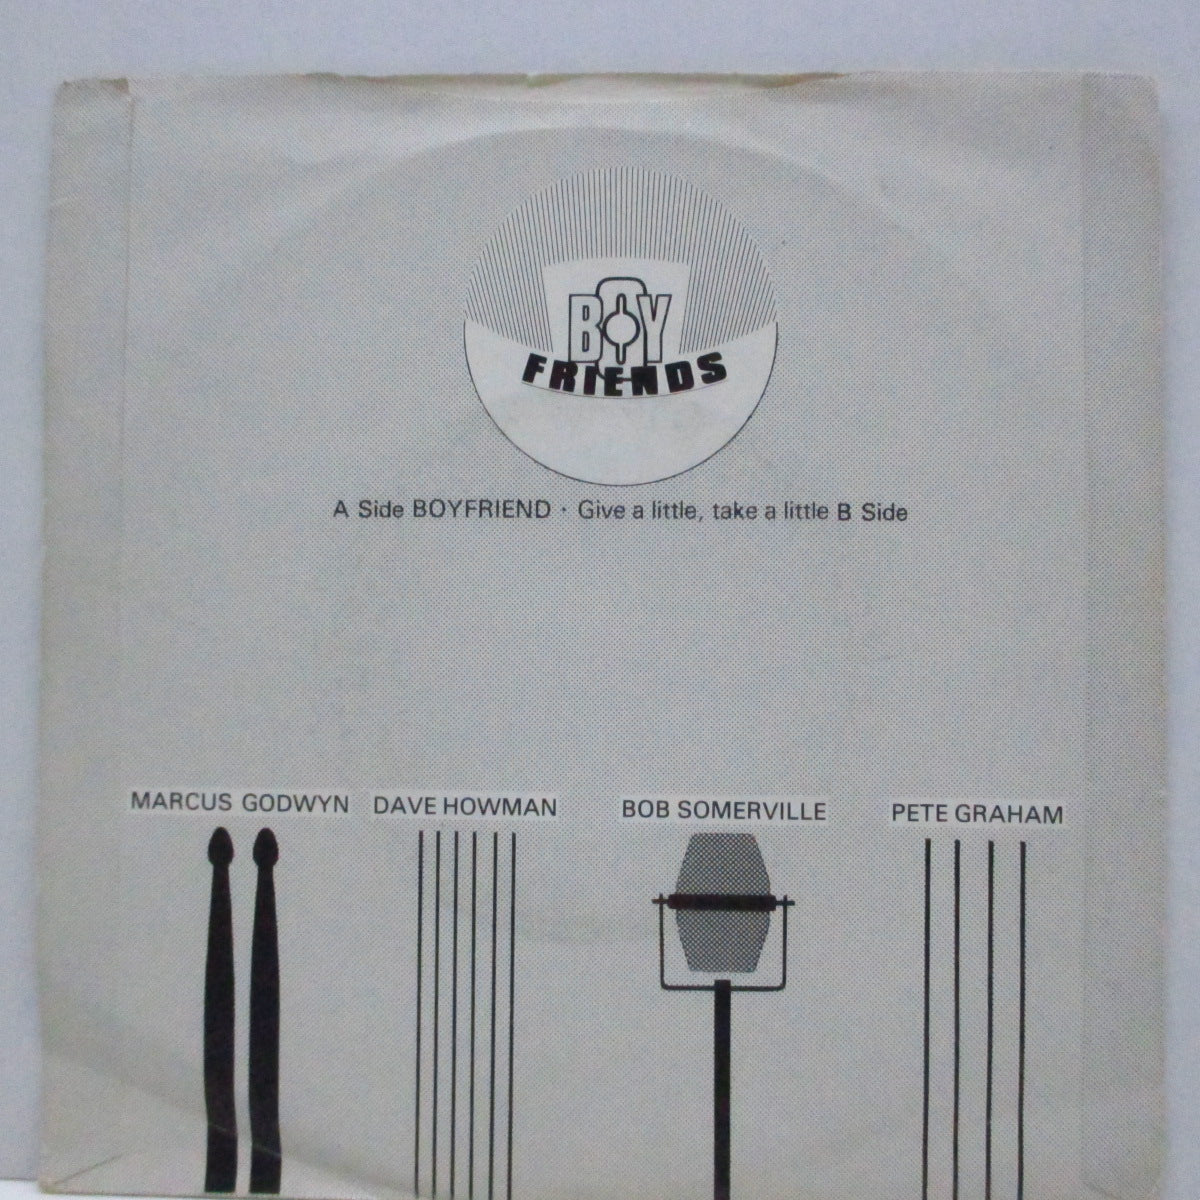 BOY
FRIENDS
A Side BOYFRIEND · Give a little, take a little B Side
MARCUS GODWYN DAVE HOWMAN BOB SOMERVILLE PETE GRAHAM